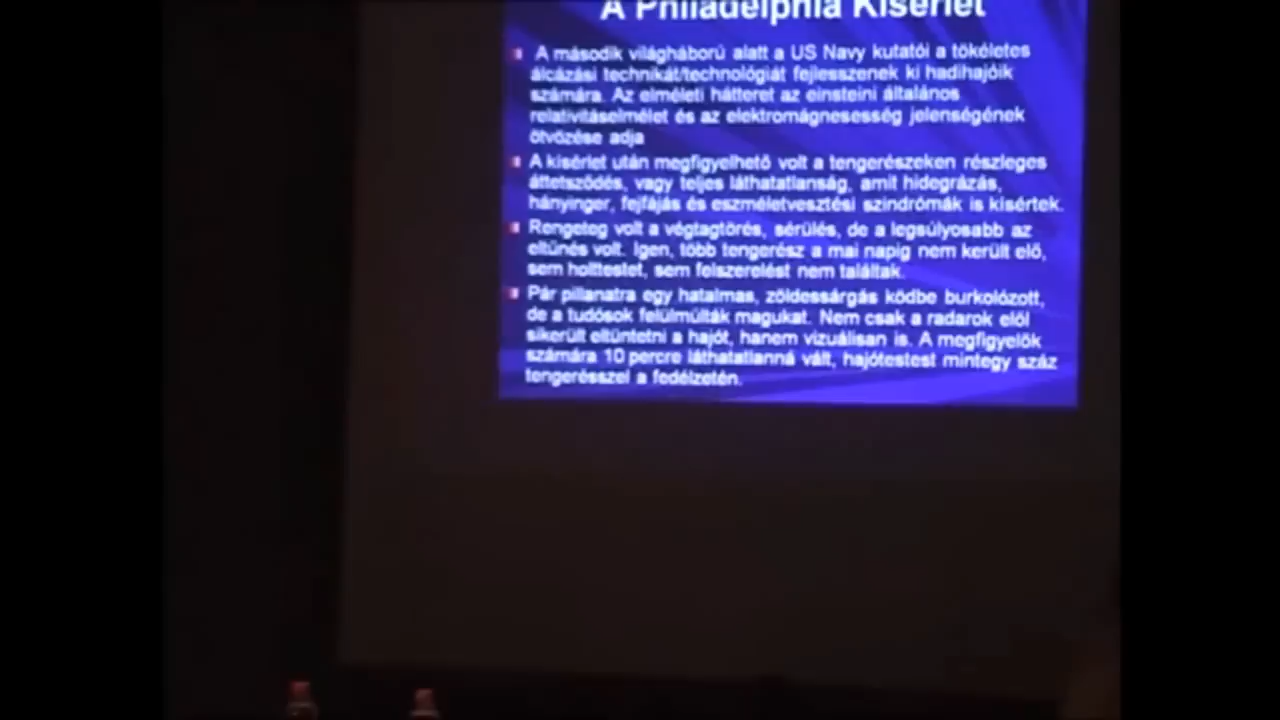 A Philadelphia Kísérlet
A második világháború alatt a US Navy kutatói a tökéletes
álcázási technikát/technológiát fejlesszenek ki hadihajóik
számára. Az elméleti hátteret az einsteini általános
relativitáselmélet és az elektromágnesesség jelenségének
ötvözése adja
A kísérlet után megfigyelhető volt a tengerészeken részleges
áttetsződés, vagy teljes láthatatlanság, amit hidegrázás,
hányinger, fejfájás és eszméletvesztési szindrómák is kísértek.
Rengeteg volt a végtagtörés, sérülés, de a legsúlyosabb az
eltűnés volt. Igen, több tengerész a mai napig nem került elő,
sem holttestet, sem felszerelést nem találtak.
Pár pillanatra egy hatalmas, zöldessárgás ködbe burkolózott,
de a tudósok felülmúlták magukat. Nem csak a radarok elől
sikerült eltüntetni a hajót, hanem vizuálisan is. A megfigyelők
számára 10 percre láthatatlanná vált, hajótestest mintegy száz
tengerésszel a fedélzetén.